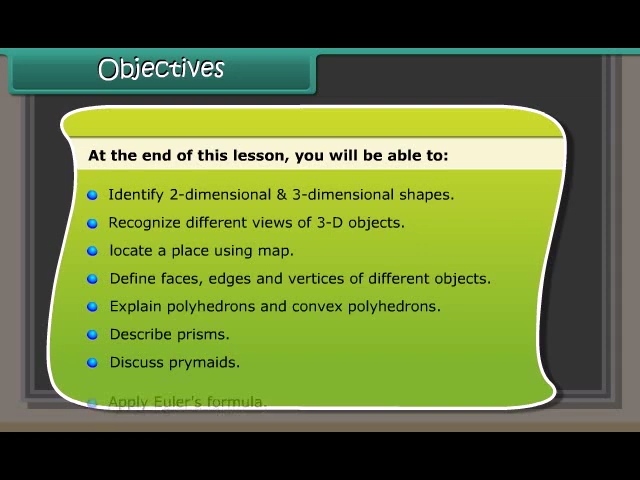 Objectives
At the end of this lesson, you will be able to:
Identify 2-dimensional & 3-dimensional shapes.
Recognize different views of 3-D objects.
locate a place using map.
Define faces, edges and vertices of different objects.
Explain polyhedrons and convex polyhedrons.
Describe prisms.
Discuss prymaids.
Apply Euler's formula.